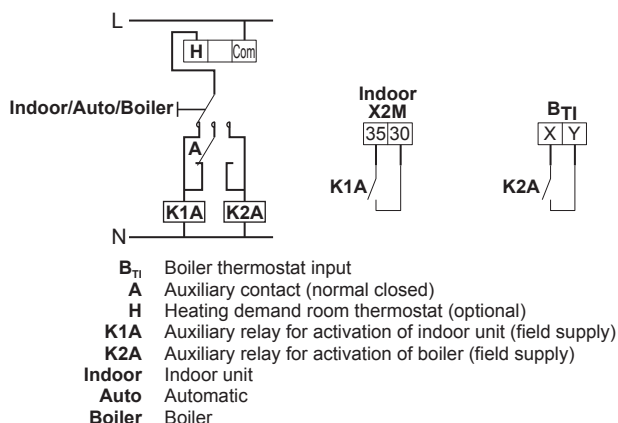 L
H Com
Indoor/Auto/Boiler
A
K1A K2A
N
Indoor
X2M
35 30
K1A
BTI
X Y
K2A
BTI Boiler thermostat input
A Auxiliary contact (normal closed)
H Heating demand room thermostat (optional)
K1A Auxiliary relay for activation of indoor unit (field supply)
K2A Auxiliary relay for activation of boiler (field supply)
Indoor Indoor unit
Auto Automatic
Boiler Boiler